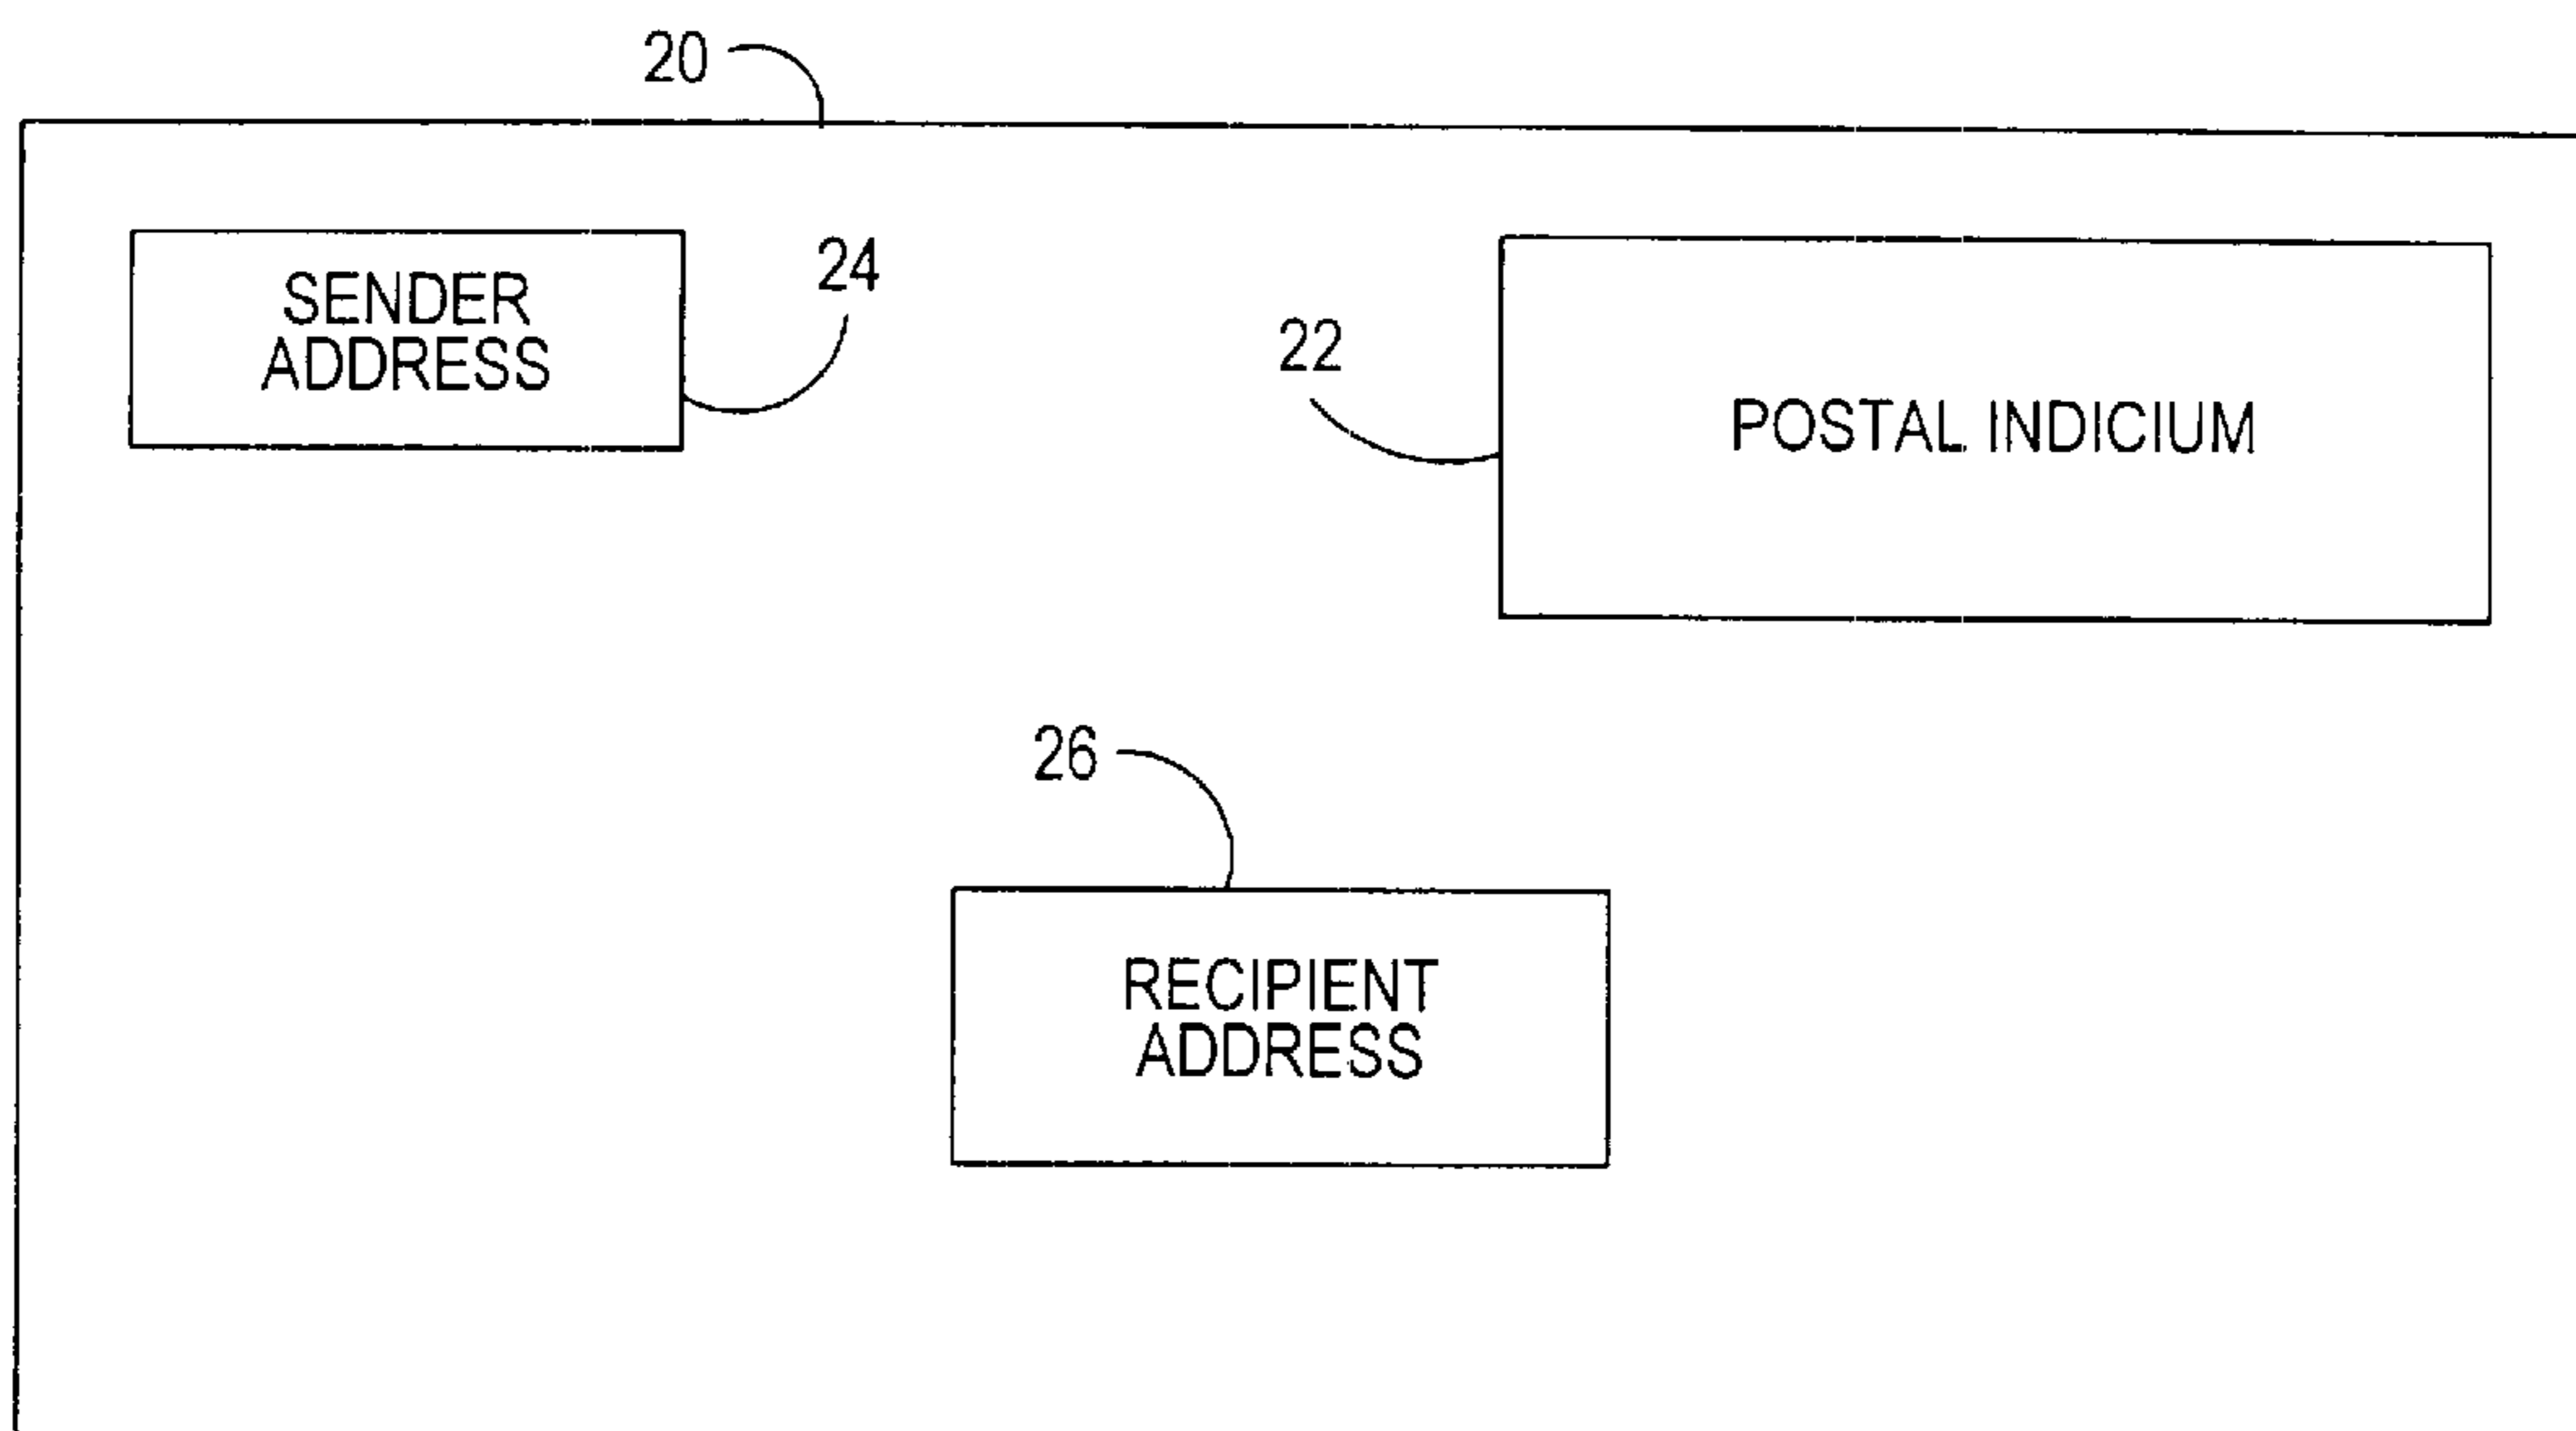 20
SENDER
ADDRESS
24
22
POSTAL INDICIUM
26
RECIPIENT
ADDRESS